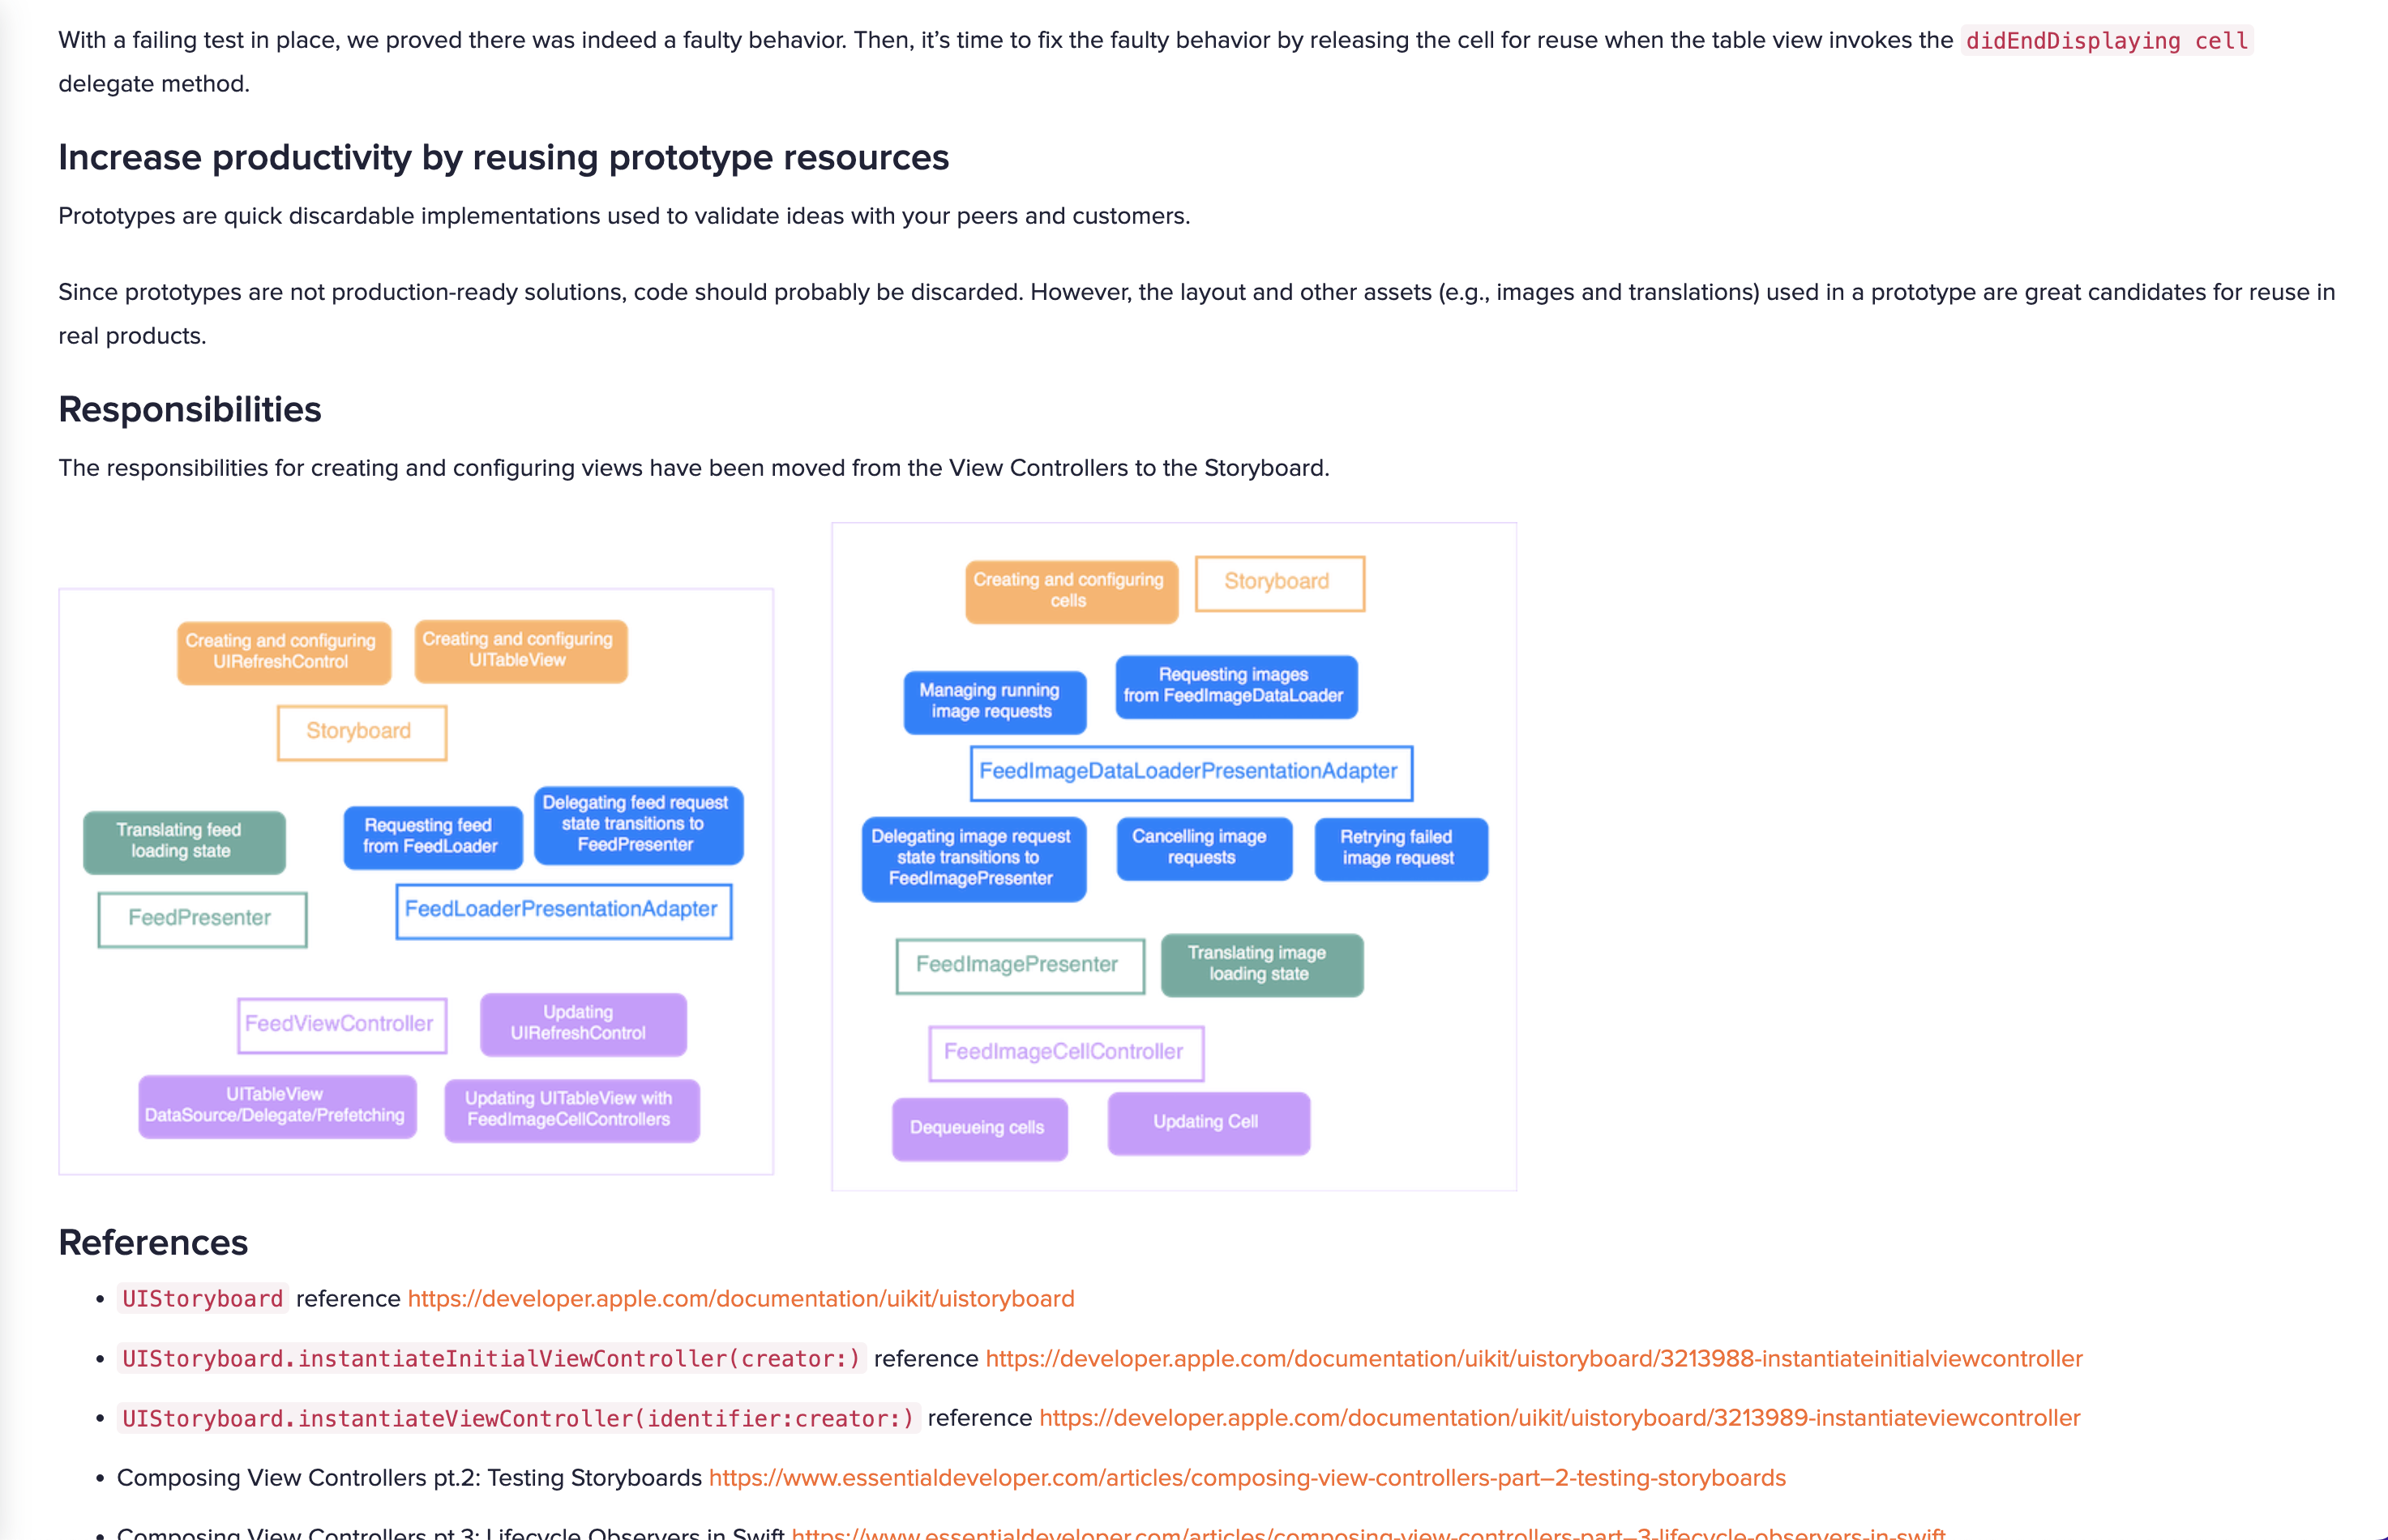 With a failing test in place, we proved there was indeed a faulty behavior. Then, it’s time to fix the faulty behavior by releasing the cell for reuse when the table view invokes the didEndDisplaying cell
delegate method.
Increase productivity by reusing prototype resources
Prototypes are quick discardable implementations used to validate ideas with your peers and customers.
Since prototypes are not production-ready solutions, code should probably be discarded. However, the layout and other assets (e.g., images and translations) used in a prototype are great candidates for reuse in
real products.
Responsibilities
The responsibilities for creating and configuring views have been moved from the View Controllers to the Storyboard.
Creating and configuring
UIRefreshControl
Creating and configuring
UITableView
Storyboard
Translating feed
loading state
Requesting feed
from FeedLoader
Delegating feed request
state transitions to
FeedPresenter
FeedPresenter
FeedLoaderPresentationAdapter
FeedViewController
Updating
UIRefreshControl
UITableView
DataSource/Delegate/Prefetching
Updating UITableView with
FeedImageCellControllers
Creating and configuring
cells
Storyboard
Managing running
image requests
Requesting images
from FeedImageDataLoader
FeedImageDataLoaderPresentationAdapter
Delegating image request
state transitions to
FeedImagePresenter
Cancelling image
requests
Retrying failed
image request
FeedImagePresenter
Translating image
loading state
FeedImageCellController
Dequeueing cells
Updating Cell
References
• UIStoryboard reference https://developer.apple.com/documentation/uikit/uistoryboard
• UIStoryboard.instantiateInitialViewController(creator:) reference https://developer.apple.com/documentation/uikit/uistoryboard/3213988-instantiateinitialviewcontroller
• UIStoryboard.instantiateViewController(identifier:creator:) reference https://developer.apple.com/documentation/uikit/uistoryboard/3213989-instantiateviewcontroller
• Composing View Controllers pt.2: Testing Storyboards https://www.essentialdeveloper.com/articles/composing-view-controllers-part–2-testing-storyboards
• Composing View Controllers pt.3: Lifecycle Observers in Swift https://www.essentialdeveloper.com/articles/composing-view-controllers-part–3-lifecycle-observers-in-swift